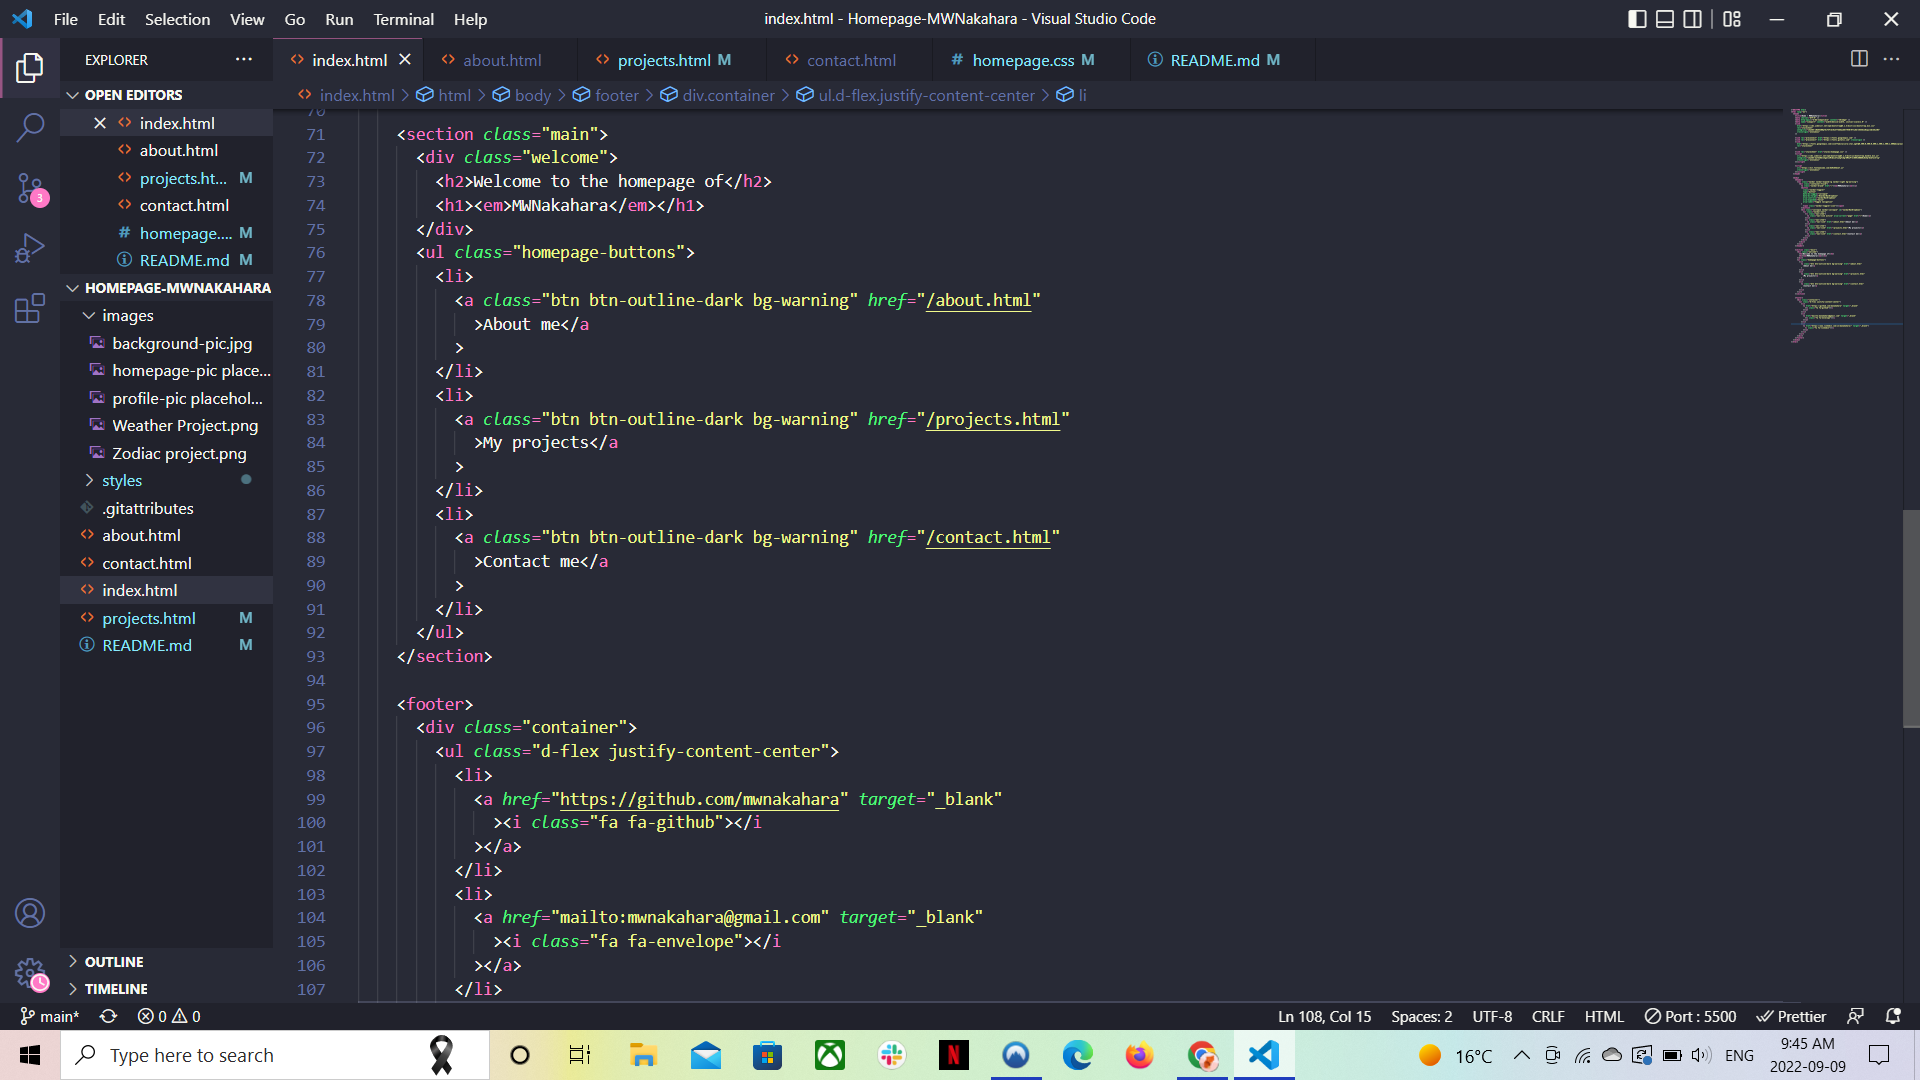 File Edit Selection View Go Run Terminal Help
index.html - Homepage-MWNakahara - Visual Studio Code
EXPLORER
OPEN EDITORS
index.html
about.html
projects.ht... M
contact.html
homepage.... M
README.md M
HOMEPAGE-MWNAKAHARA
images
background-pic.jpg
homepage-pic place...
profile-pic placehol...
Weather Project.png
Zodiac project.png
styles
.gitattributes
about.html
contact.html
index.html
projects.html M
README.md M
OUTLINE
TIMELINE
3
index.html about.html projects.html M contact.html # homepage.css M README.md M
index.html > html > body > footer > div.container > ul.d-flex.justify-content-center > li
70
71 <section class="main">
72 <div class="welcome">
73 <h2>Welcome to the homepage of</h2>
74 <h1><em>MWNakahara</em></h1>
75 </div>
76 <ul class="homepage-buttons">
77 <li>
78 <a class="btn btn-outline-dark bg-warning" href="/about.html"
79 >About me</a
80 >
81 </li>
82 <li>
83 <a class="btn btn-outline-dark bg-warning" href="/projects.html"
84 >My projects</a
85 >
86 </li>
87 <li>
88 <a class="btn btn-outline-dark bg-warning" href="/contact.html"
89 >Contact me</a
90 >
91 </li>
92 </ul>
93 </section>
94
95 <footer>
96 <div class="container">
97 <ul class="d-flex justify-content-center">
98 <li>
99 <a href="https://github.com/mwnakahara" target="_blank"
100 ><i class="fa fa-github"></i
101 ></a>
102 </li>
103 <li>
104 <a href="mailto:mwnakahara@gmail.com" target="_blank"
105 ><i class="fa fa-envelope"></i
106 ></a>
107 </li>
main* 0 0
Ln 108, Col 15 Spaces: 2 UTF-8 CRLF HTML Port : 5500 Prettier
Type here to search
N
16°C ENG
9:45 AM
2022-09-09